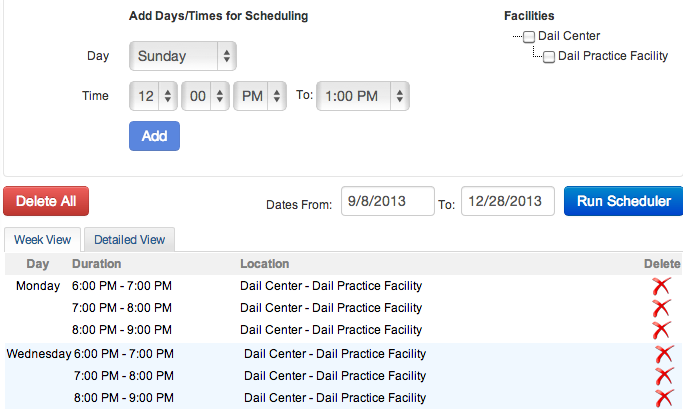 Add Days/Times for Scheduling Facilities
Dail Center
Day Sunday Dail Practice Facility
Time 12 00 PM To: 1:00 PM
Add
Delete All Dates From: 9/8/2013 To: 12/28/2013 Run Scheduler
Week View Detailed View
Day Duration Location Delete
Monday 6:00 PM - 7:00 PM Dail Center - Dail Practice Facility
7:00 PM - 8:00 PM Dail Center - Dail Practice Facility
8:00 PM - 9:00 PM Dail Center - Dail Practice Facility
Wednesday 6:00 PM - 7:00 PM Dail Center - Dail Practice Facility
7:00 PM - 8:00 PM Dail Center - Dail Practice Facility
8:00 PM - 9:00 PM Dail Center - Dail Practice Facility